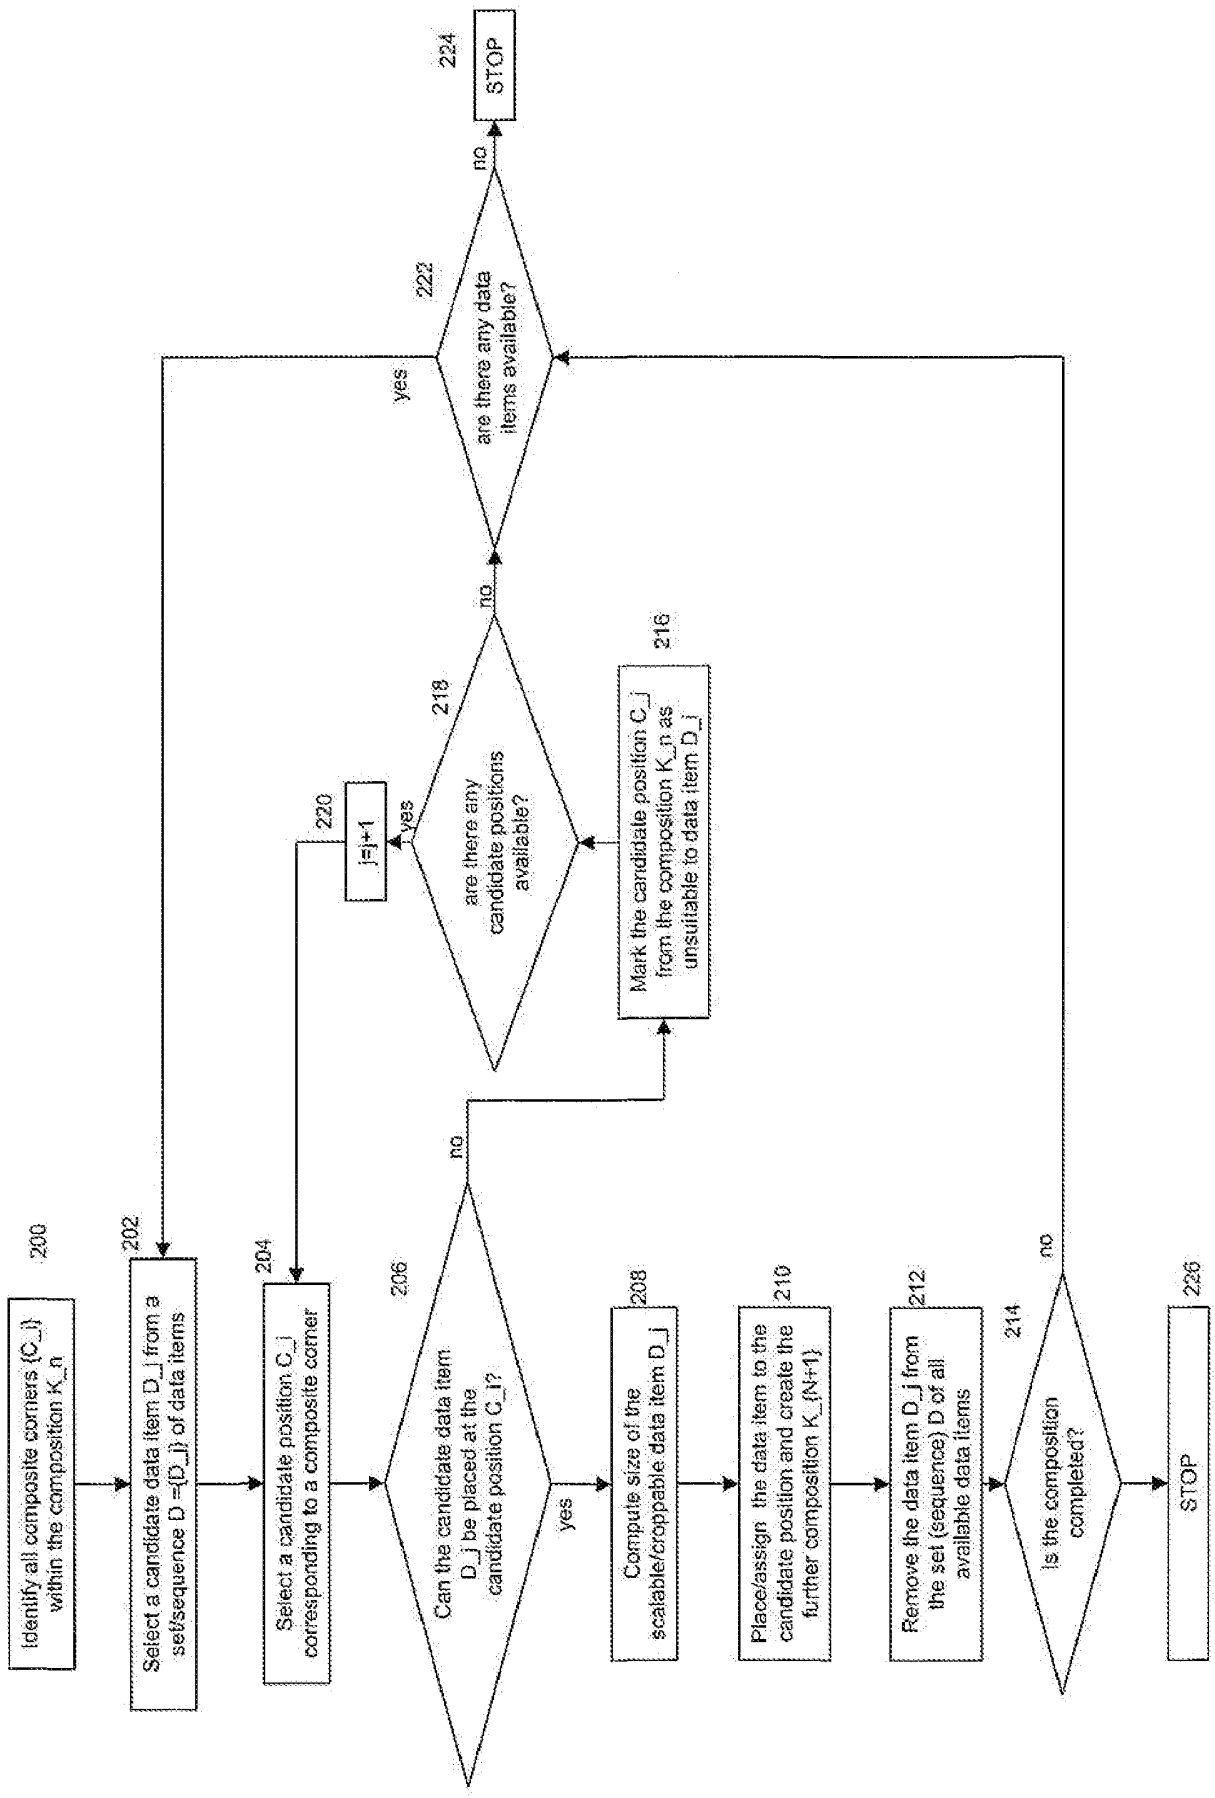 Identify all composite corners {C_i}
within the composition K_n
200
Select a candidate data item D_j from a
set/sequence D ={D_j} of data items
202
Select a candidate position C_i
corresponding to a composite corner
204
Can the candidate data item
D_j be placed at the
candidate position C_i?
206
no
yes
Compute size of the
scalable/croppable data item D_j
208
Place/assign the data item to the
candidate position and create the
further composition K_{N+1}
210
Remove the data item D_j from
the set (sequence) D of all
available data items
212
Is the composition
completed?
214
no
STOP
226
Mark the candidate position C_j
from the composition K_n as
unsuitable to data item D_j
216
are there any
candidate positions
available?
218
yes
no
j=j+1
220
are there any data
items available?
222
yes
no
STOP
224